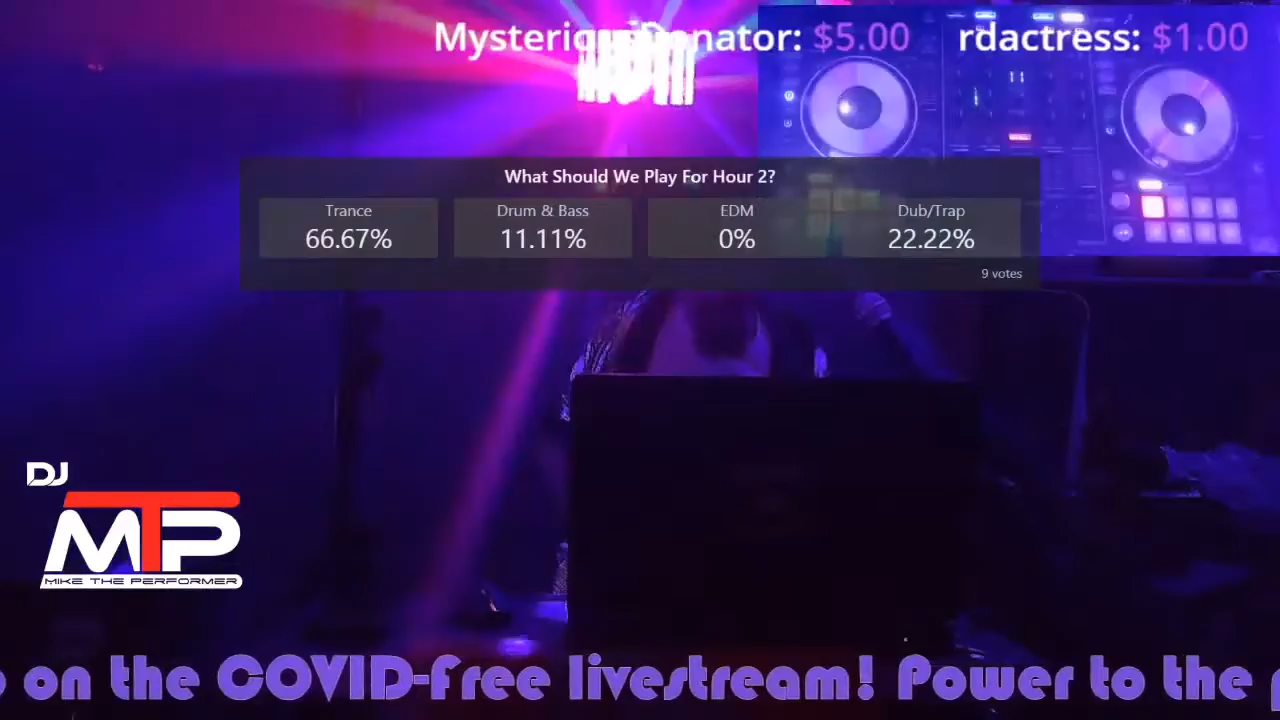 Mysterious Donator: $5.00 rdactress: $1.00
What Should We Play For Hour 2?
Trance Drum & Bass EDM Dub/Trap
66.67% 11.11% 0% 22.22%
9 votes
DJ
MTP
MIKE THE PERFORMER
on the COVID-free livestream! Power to the